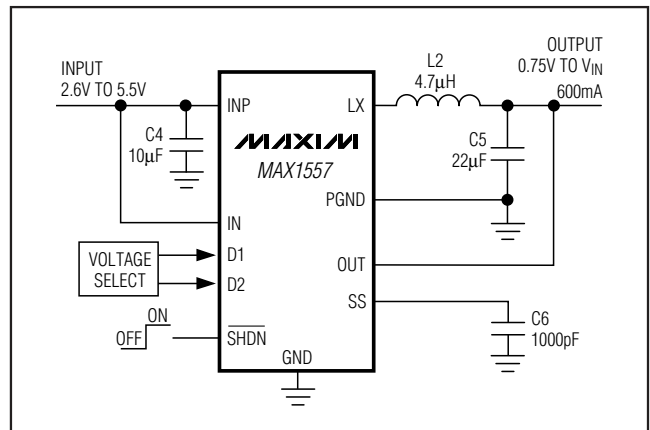 INPUT
2.6V TO 5.5V
C4
10μF
INP
IN
VOLTAGE
SELECT
D1
D2
ON
OFF
SHDN
GND
MAXIM
MAX1557
LX
PGND
OUT
SS
L2
4.7μH
OUTPUT
0.75V TO VIN
600mA
C5
22μF
C6
1000pF